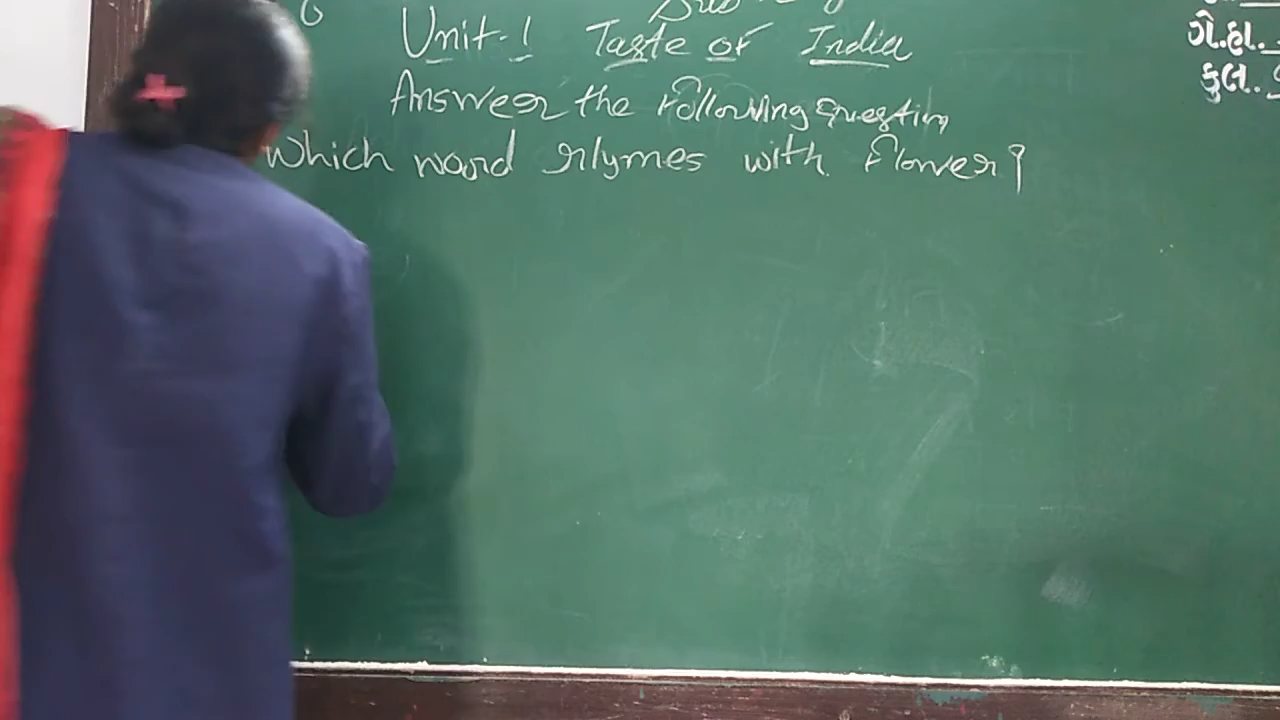 Unit-1 Taste of India
Answer the Following question
Which word rhymes with flower?
ગે.હા.
કુલ.